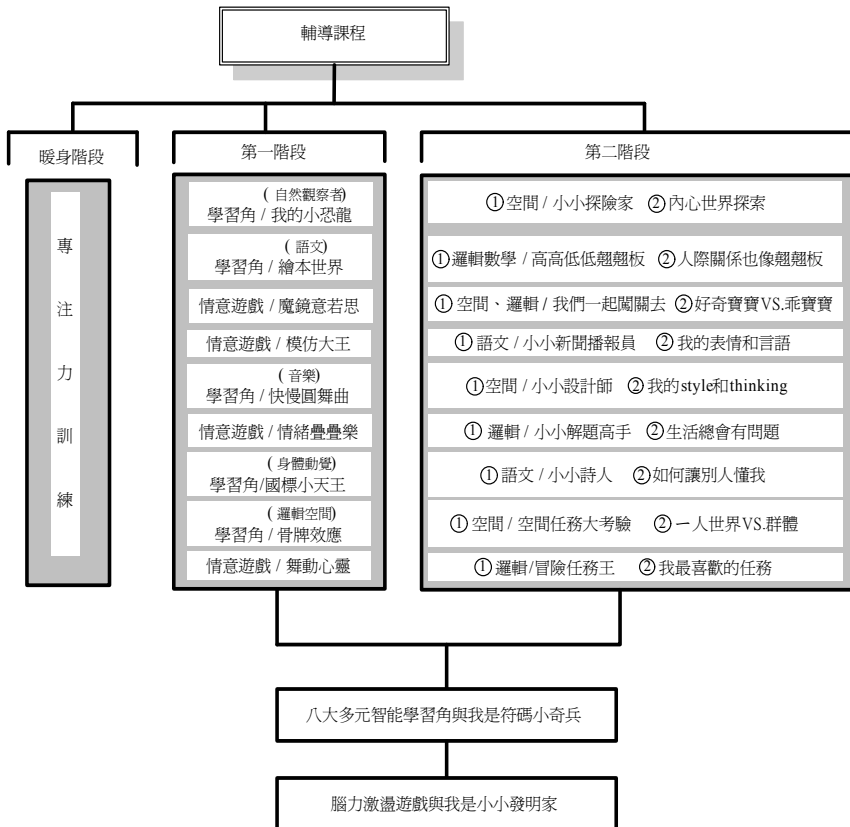 輔導課程
暖身階段
專
注
力
訓
練
第一階段
( 自然觀察者)
學習角 / 我的小恐龍
( 語文)
學習角 / 繪本世界
情意遊戲 / 魔鏡意若思
情意遊戲 / 模仿大王
( 音樂)
學習角 / 快慢圓舞曲
情意遊戲 / 情緒疊疊樂
( 身體動覺)
學習角/國標小天王
( 邏輯空間)
學習角 / 骨牌效應
情意遊戲 / 舞動心靈
第二階段
①空間 / 小小探險家 ②內心世界探索
①邏輯數學 / 高高低低翹翹板 ②人際關係也像翹翹板
① 空間、邏輯 / 我們一起闖關去 ②好奇寶寶VS.乖寶寶
① 語文 / 小小新聞播報員 ② 我的表情和言語
①空間 / 小小設計師 ②我的style和thinking
① 邏輯 / 小小解題高手 ②生活總會有問題
① 語文 / 小小詩人 ②如何讓別人懂我
① 空間 / 空間任務大考驗 ② 一人世界VS.群體
① 邏輯/冒險任務王 ②我最喜歡的任務
八大多元智能學習角與我是符碼小奇兵
腦力激盪遊戲與我是小小發明家